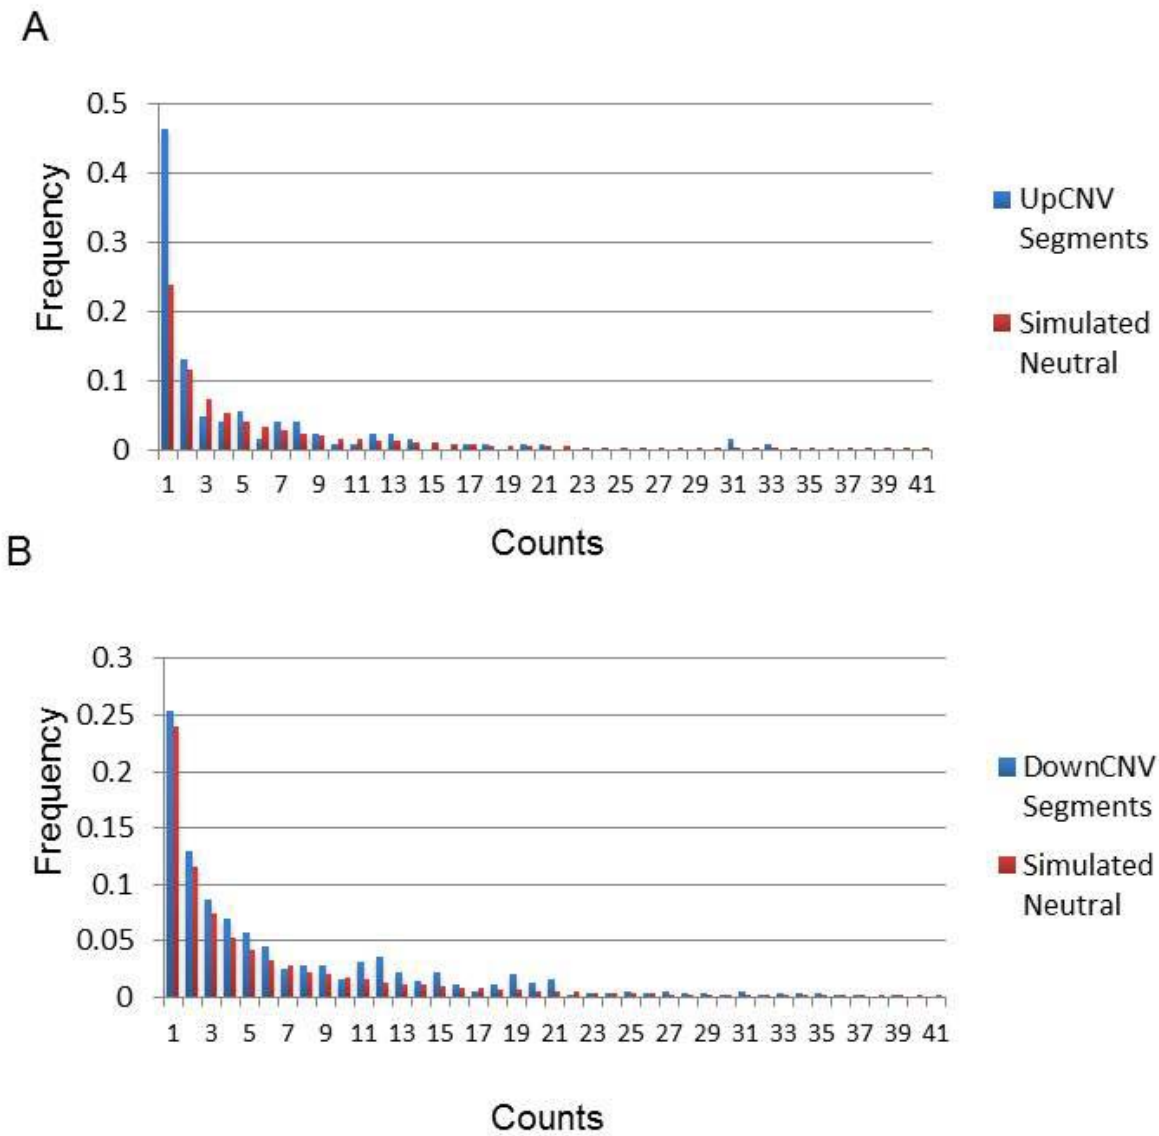 A
0.5
0.4
0.3
0.2
0.1
0
Frequency
1 3 5 7 9 11 13 15 17 19 21 23 25 27 29 31 33 35 37 39 41
Counts
UpCNV
Segments
Simulated
Neutral
B
0.3
0.25
0.2
0.15
0.1
0.05
0
Frequency
1 3 5 7 9 11 13 15 17 19 21 23 25 27 29 31 33 35 37 39 41
Counts
DownCNV
Segments
Simulated
Neutral